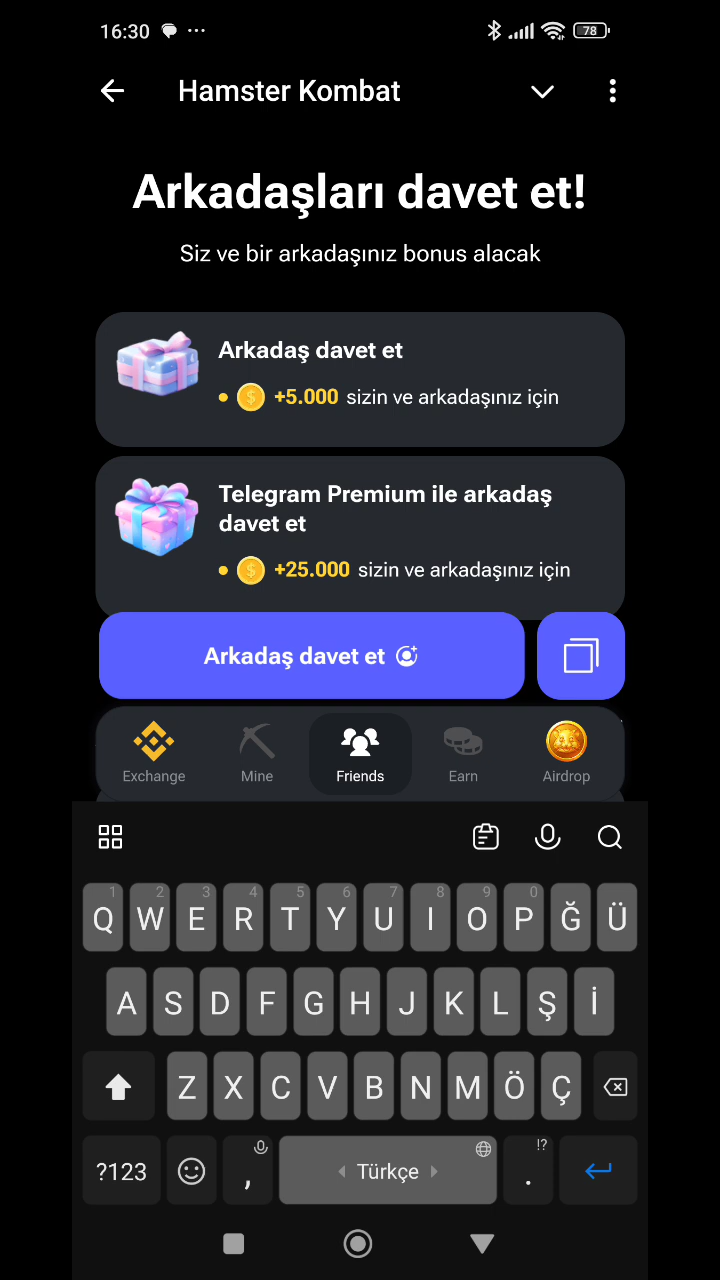 16:30
78
Hamster Kombat
Arkadaşları davet et!
Siz ve bir arkadaşınız bonus alacak
Arkadaş davet et
+5.000 sizin ve arkadaşınız için
Telegram Premium ile arkadaş
davet et
+25.000 sizin ve arkadaşınız için
Arkadaş davet et
Exchange Mine Friends Earn Airdrop
1 2 3 4 5 6 7 8 9 0
Q W E R T Y U I O P Ğ Ü
A S D F G H J K L Ş İ
Z X C V B N M Ö Ç
!?
?123 , Türkçe .